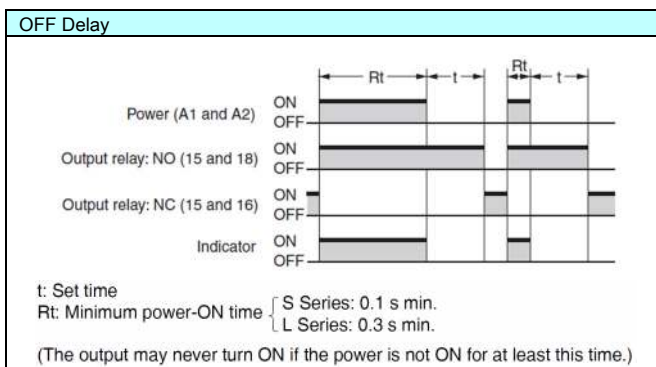 OFF Delay
Rt t Rt t
Power (A1 and A2) ON
OFF
Output relay: NO (15 and 18) ON
OFF
Output relay: NC (15 and 16) ON
OFF
Indicator ON
OFF
t: Set time
Rt: Minimum power-ON time
S Series: 0.1 s min.
L Series: 0.3 s min.
(The output may never turn ON if the power is not ON for at least this time.)